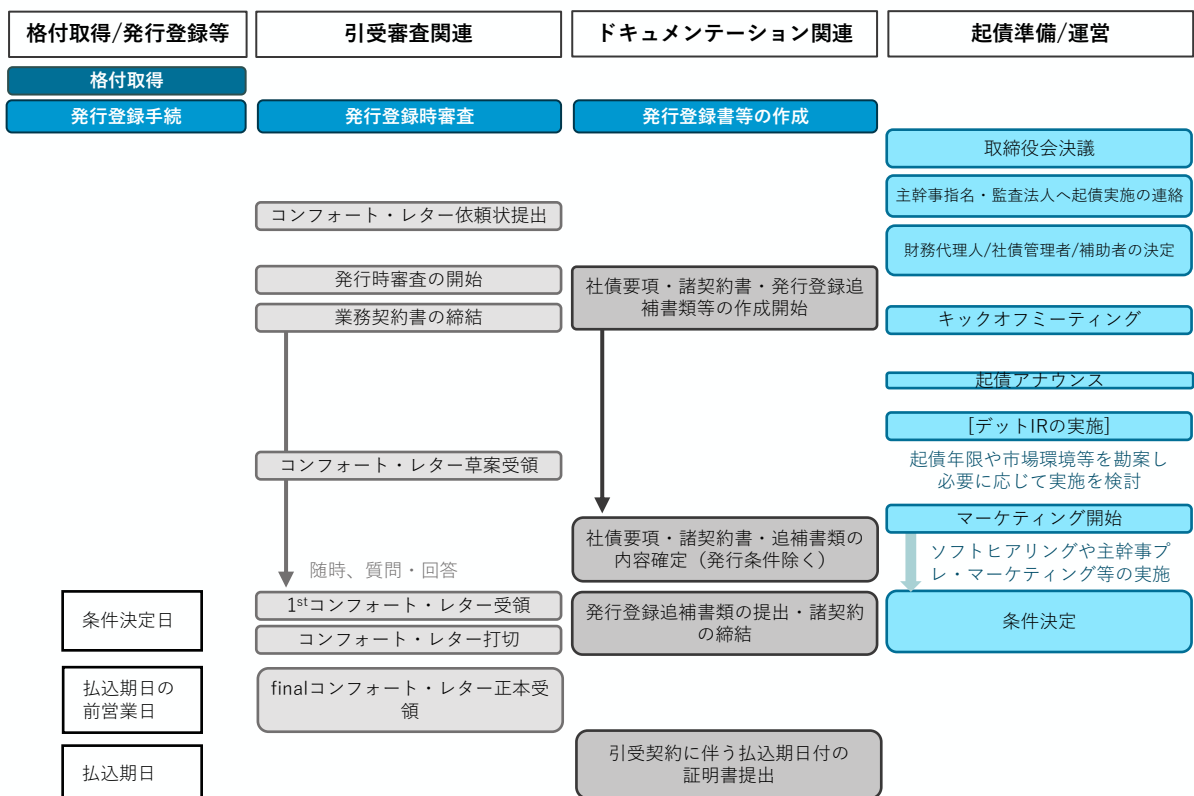 格付取得/発行登録等
引受審査関連
ドキュメンテーション関連
起債準備/運営
格付取得
発行登録手続
発行登録時審査
発行登録書等の作成
取締役会決議
主幹事指名・監査法人へ起債実施の連絡
コンフォート・レター依頼状提出
財務代理人/社債管理者/補助者の決定
発行時審査の開始
社債要項・諸契約書・発行登録追
補書類等の作成開始
業務契約書の締結
キックオフミーティング
起債アナウンス
[デットIRの実施]
起債年限や市場環境等を勘案し
必要に応じて実施を検討
コンフォート・レター草案受領
マーケティング開始
社債要項・諸契約書・追補書類の
内容確定（発行条件除く）
ソフトヒアリングや主幹事プ
レ・マーケティング等の実施
随時、質問・回答
条件決定日
1stコンフォート・レター受領
コンフォート・レター打切
発行登録追補書類の提出・諸契約
の締結
条件決定
払込期日の
前営業日
finalコンフォート・レター正本受
領
払込期日
引受契約に伴う払込期日付の
証明書提出